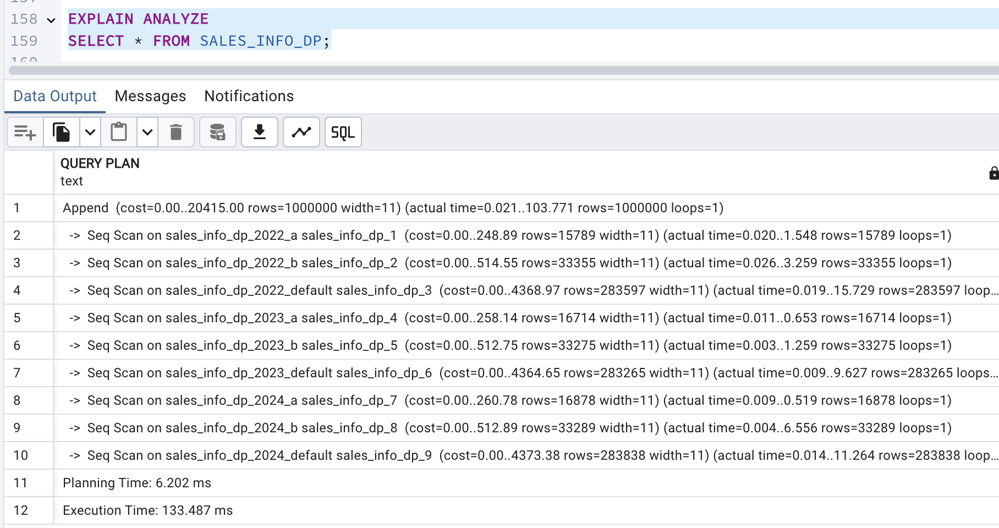 158 EXPLAIN ANALYZE
159 SELECT * FROM SALES_INFO_DP;
Data Output Messages Notifications
SQL
QUERY PLAN
text
1 Append (cost=0.00..20415.00 rows=1000000 width=11) (actual time=0.021..103.771 rows=1000000 loops=1)
2 -> Seq Scan on sales_info_dp_2022_a sales_info_dp_1 (cost=0.00..248.89 rows=15789 width=11) (actual time=0.020..1.548 rows=15789 loops=1)
3 -> Seq Scan on sales_info_dp_2022_b sales_info_dp_2 (cost=0.00..514.55 rows=33355 width=11) (actual time=0.026..3.259 rows=33355 loops=1)
4 -> Seq Scan on sales_info_dp_2022_default sales_info_dp_3 (cost=0.00..4368.97 rows=283597 width=11) (actual time=0.019..15.729 rows=283597 loop...
5 -> Seq Scan on sales_info_dp_2023_a sales_info_dp_4 (cost=0.00..258.14 rows=16714 width=11) (actual time=0.011..0.653 rows=16714 loops=1)
6 -> Seq Scan on sales_info_dp_2023_b sales_info_dp_5 (cost=0.00..512.75 rows=33275 width=11) (actual time=0.003..1.259 rows=33275 loops=1)
7 -> Seq Scan on sales_info_dp_2023_default sales_info_dp_6 (cost=0.00..4364.65 rows=283265 width=11) (actual time=0.009..9.627 rows=283265 loops...
8 -> Seq Scan on sales_info_dp_2024_a sales_info_dp_7 (cost=0.00..260.78 rows=16878 width=11) (actual time=0.009..0.519 rows=16878 loops=1)
9 -> Seq Scan on sales_info_dp_2024_b sales_info_dp_8 (cost=0.00..512.89 rows=33289 width=11) (actual time=0.004..6.556 rows=33289 loops=1)
10 -> Seq Scan on sales_info_dp_2024_default sales_info_dp_9 (cost=0.00..4373.38 rows=283838 width=11) (actual time=0.014..11.264 rows=283838 loop...
11 Planning Time: 6.202 ms
12 Execution Time: 133.487 ms